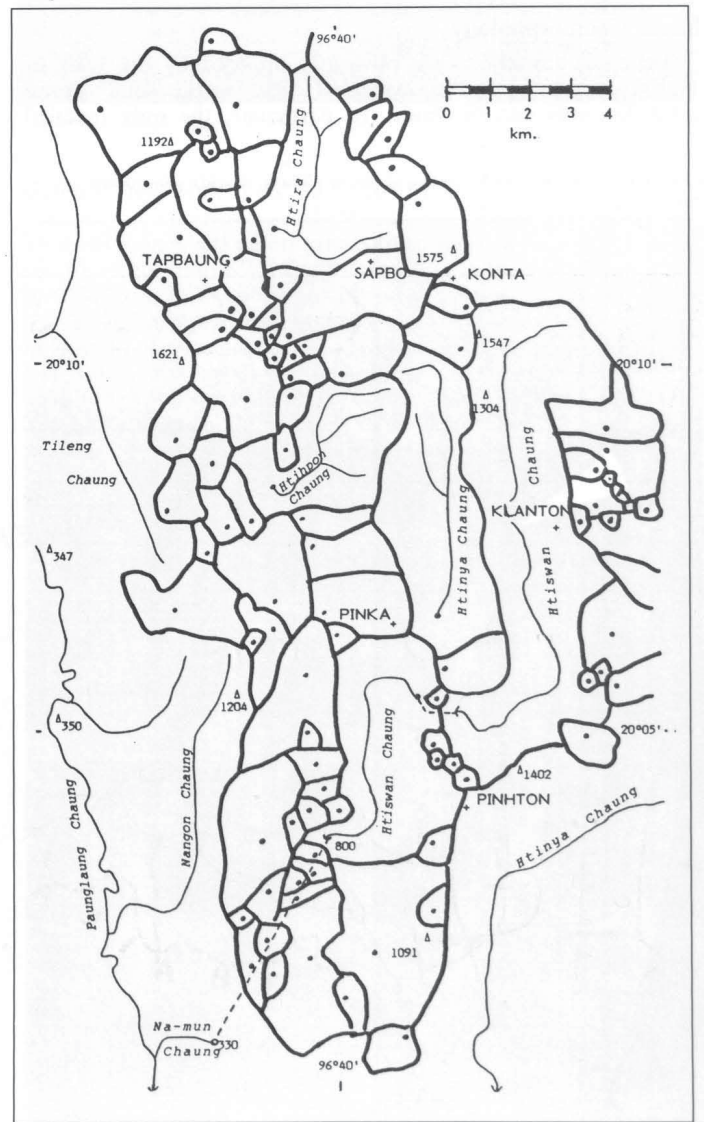 96°40'
0 1 2 3 4
km.
1192
Htira Chaung
TAPBAUNG
SAPBO
1575
KONTA
1547
1621
20°10'
20°10'
1304
Tileng
Chaung
Htihpon
Chaung
Htinya Chaung
Chaung
Htiswan
KLANTON
347
PINKA
1204
350
20°05'
Nangon Chaung
Htiswan Chaung
1402
PINHTON
Paunglaung Chaung
800
Htinya Chaung
1091
Na-mun
Chaung
330
96°40'